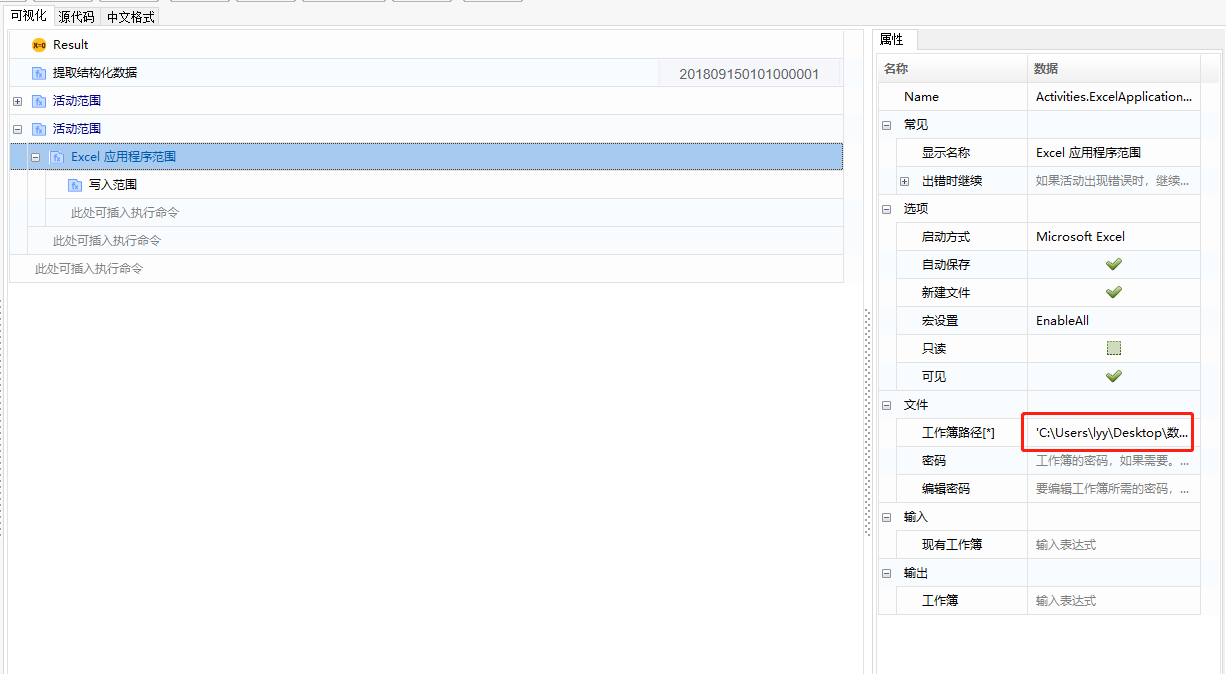 可视化 源代码 中文格式
Result
提取结构化数据 201809150101000001
活动范围
活动范围
Excel 应用程序范围
写入范围
此处可插入执行命令
此处可插入执行命令
此处可插入执行命令
属性
名称 数据
Name Activities.ExcelApplication...
常见
显示名称 Excel 应用程序范围
出错时继续 如果活动出现错误时，继续...
选项
启动方式 Microsoft Excel
自动保存
新建文件
宏设置 EnableAll
只读
可见
文件
工作簿路径[*] 'C:\Users\lyy\Desktop\数...
密码 工作簿的密码，如果需要。...
编辑密码 要编辑工作簿所需的密码，...
输入
现有工作簿 输入表达式
输出
工作簿 输入表达式